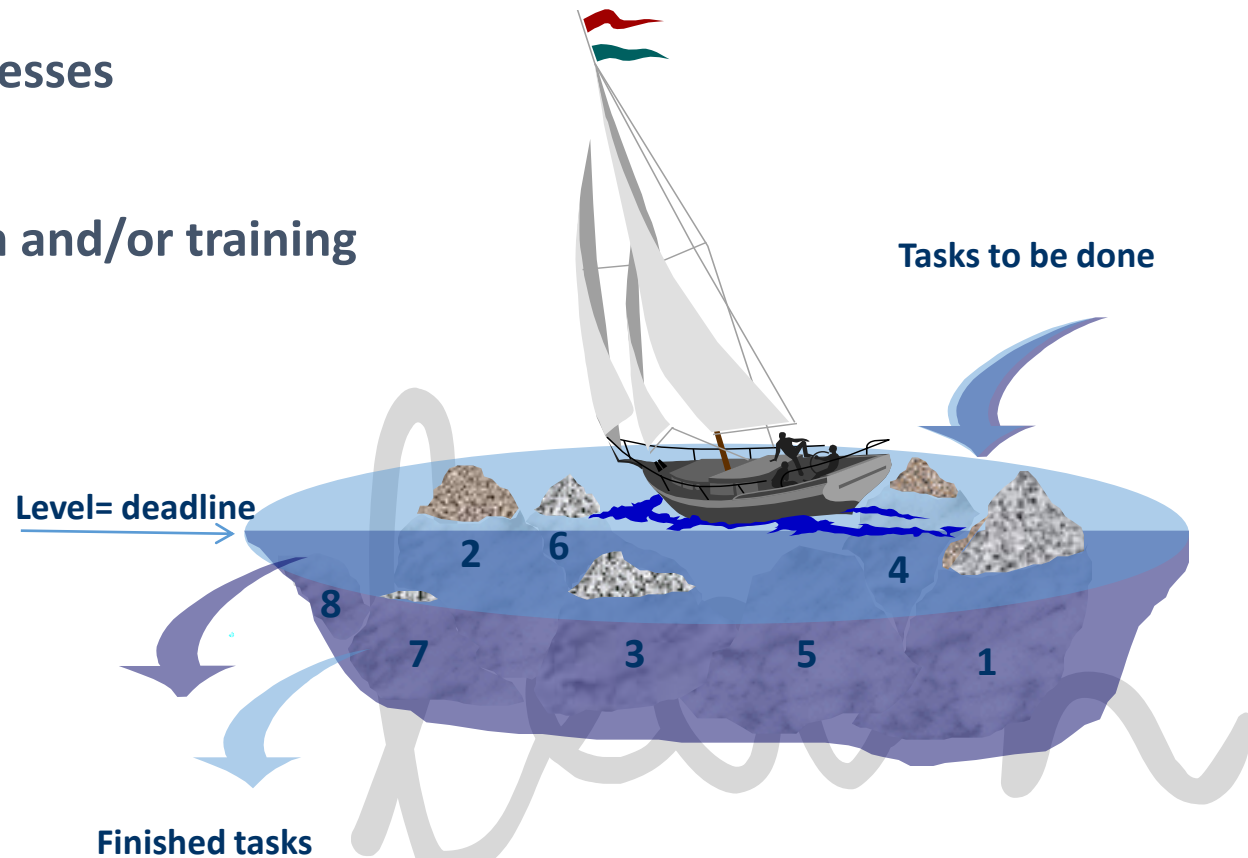 esses
n and/or training
Tasks to be done
Level= deadline
2
6
4
8
7
3
5
1
Finished tasks